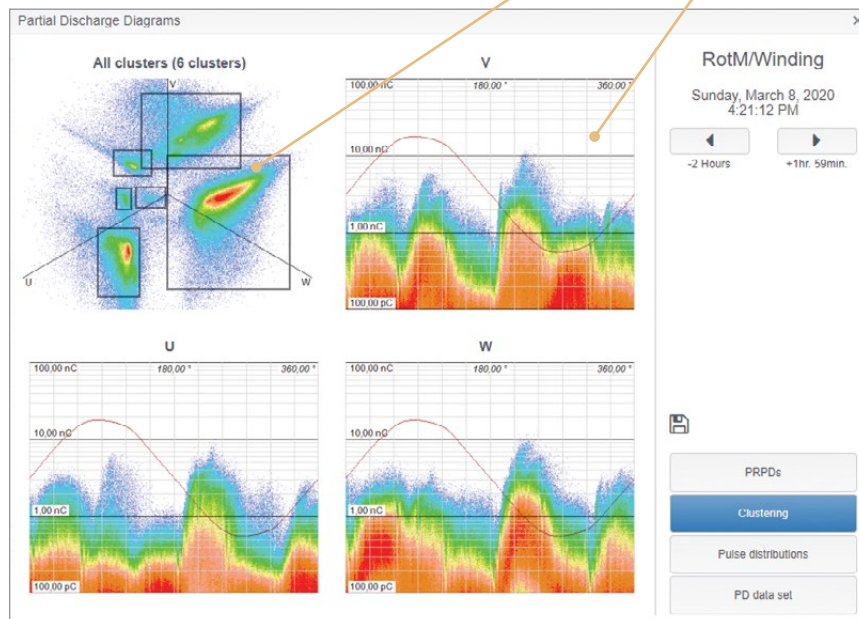 Partial Discharge Diagrams
All clusters (6 clusters)
V
U
W
V
100,00 nC
180,00 °
360,00 °
10,00 nC
1,00 nC
100,00 pC
U
100,00 nC
180,00 °
360,00 °
10,00 nC
1,00 nC
100,00 pC
W
100,00 nC
180,00 °
360,00 °
10,00 nC
1,00 nC
100,00 pC
RotM/Winding
Sunday, March 8, 2020
4:21:12 PM
-2 Hours
+1hr. 59min.
PRPDs
Clustering
Pulse distributions
PD data set